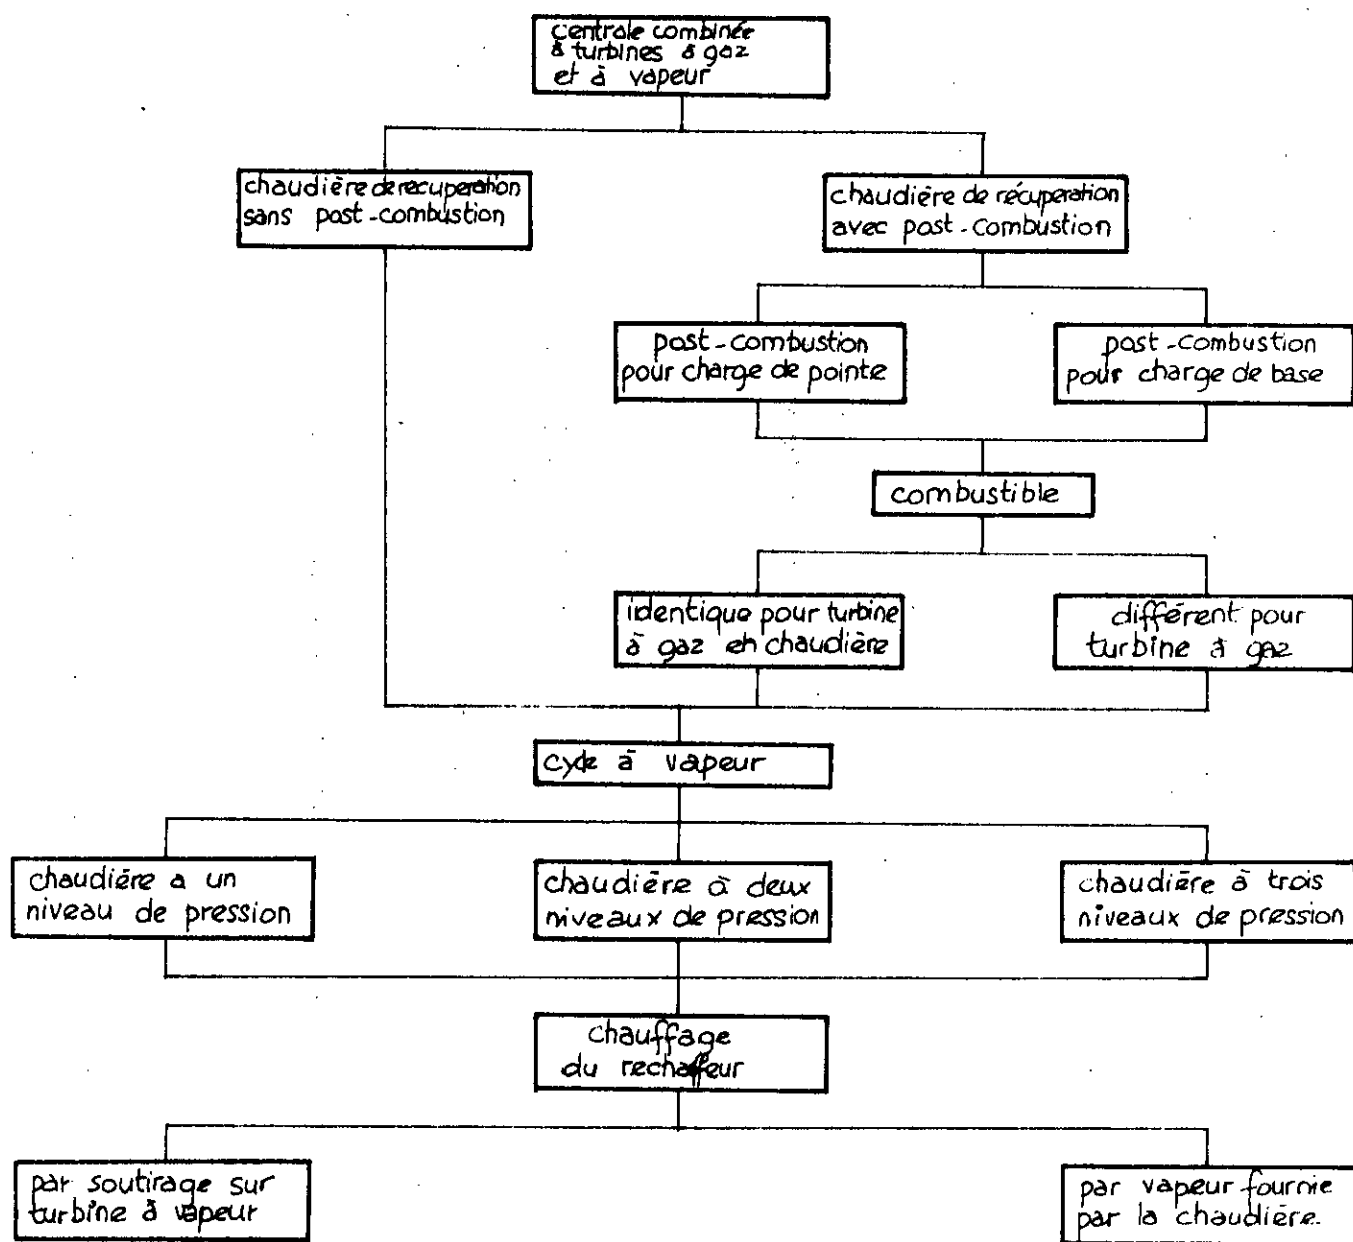 centrale combinée
à turbines à gaz
et à vapeur
chaudière de recuperation
sans post-combustion
chaudière de récuperation
avec post-combustion
post-combustion
pour charge de pointe
post-combustion
pour charge de base
combustible
identique pour turbine
à gaz en chaudière
différent pour
turbine à gaz
cycle à vapeur
chaudière a un
niveau de pression
chaudière à deux
niveaux de pression
chaudière à trois
niveaux de pression
chauffage
du rechaffeur
par soutirage sur
turbine à vapeur
par vapeur fournie
par la chaudière.